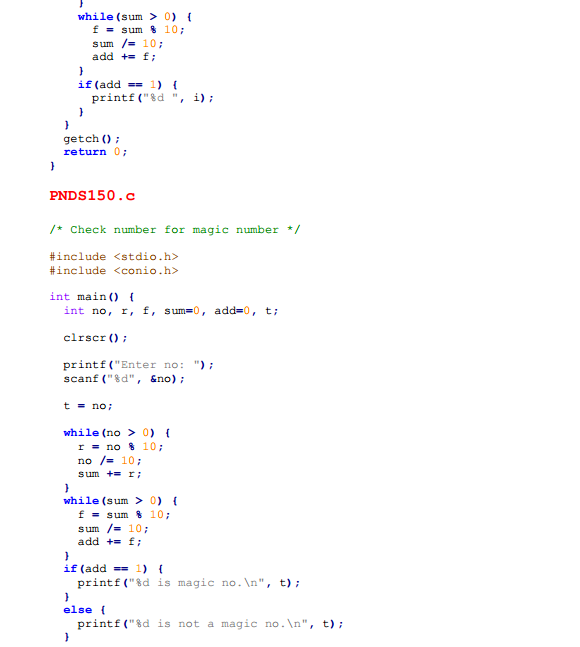 }
while(sum > 0) {
f = sum % 10;
sum /= 10;
add += f;
}
if(add == 1) {
printf("%d ", i);
}
}
getch();
return 0;
}
PNDS150.c
/* Check number for magic number */
#include <stdio.h>
#include <conio.h>
int main() {
int no, r, f, sum=0, add=0, t;
clrscr();
printf("Enter no: ");
scanf("%d", &no);
t = no;
while(no > 0) {
r = no % 10;
no /= 10;
sum += r;
}
while(sum > 0) {
f = sum % 10;
sum /= 10;
add += f;
}
if(add == 1) {
printf("%d is magic no.\n", t);
}
else {
printf("%d is not a magic no.\n", t);
}